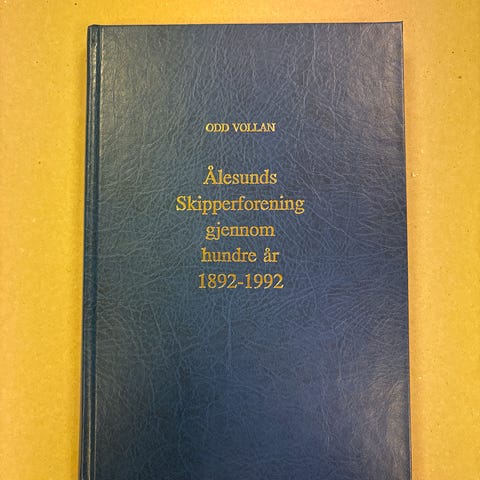 ODD VOLLAN
Ålesunds
Skipperforening
gjennom
hundre år
1892-1992